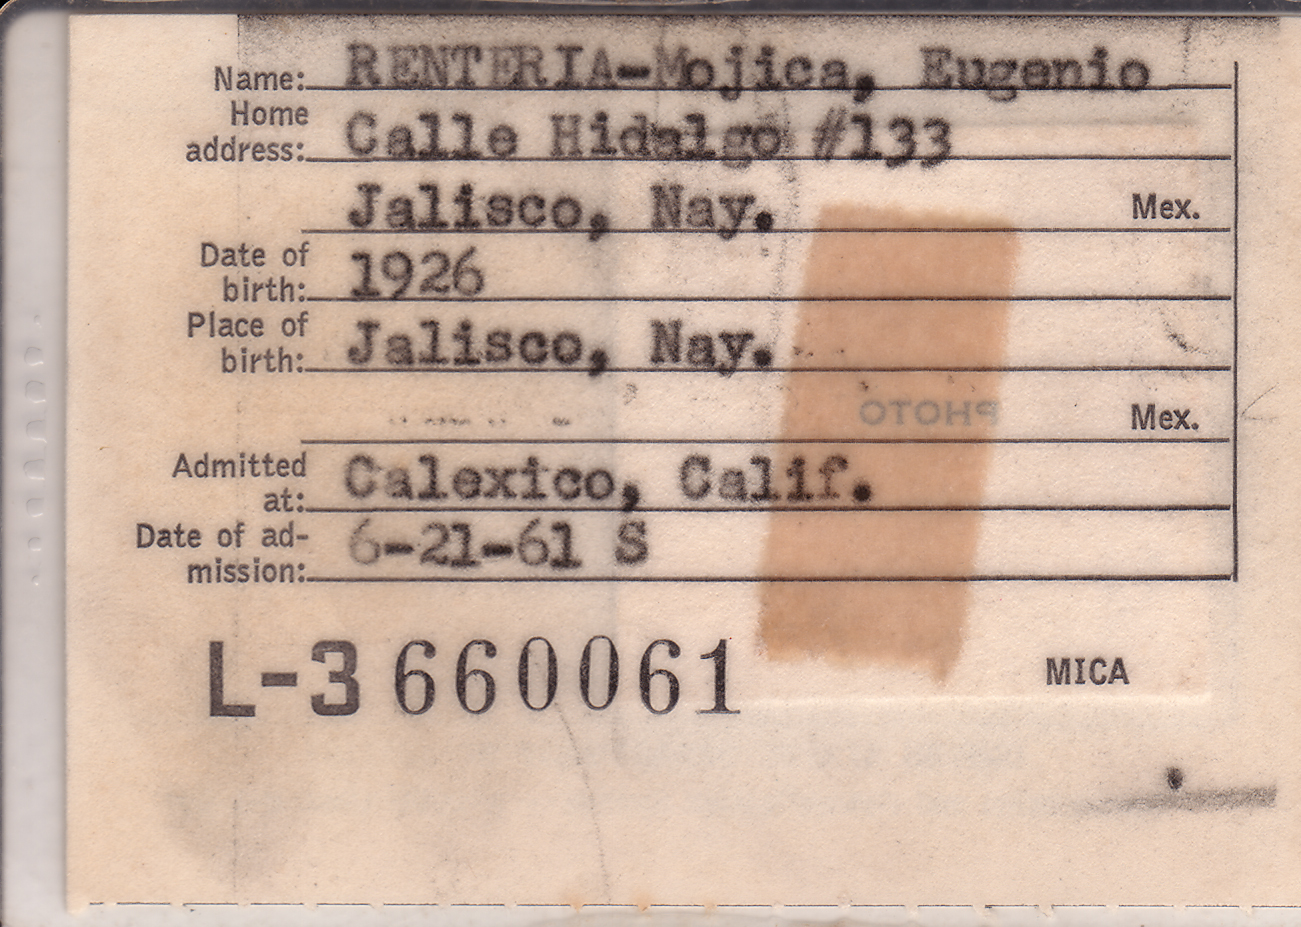 Name: RENTERIA-Mojica, Eugenio
Home
address: Calle Hidalgo #133
Jalisco, Nay. Mex.
Date of
birth: 1926
Place of
birth: Jalisco, Nay.
PHOTO
Mex.
Admitted
at: Calexico, Calif.
Date of ad-
mission: 6-21-61 S
L-3 660061 MICA